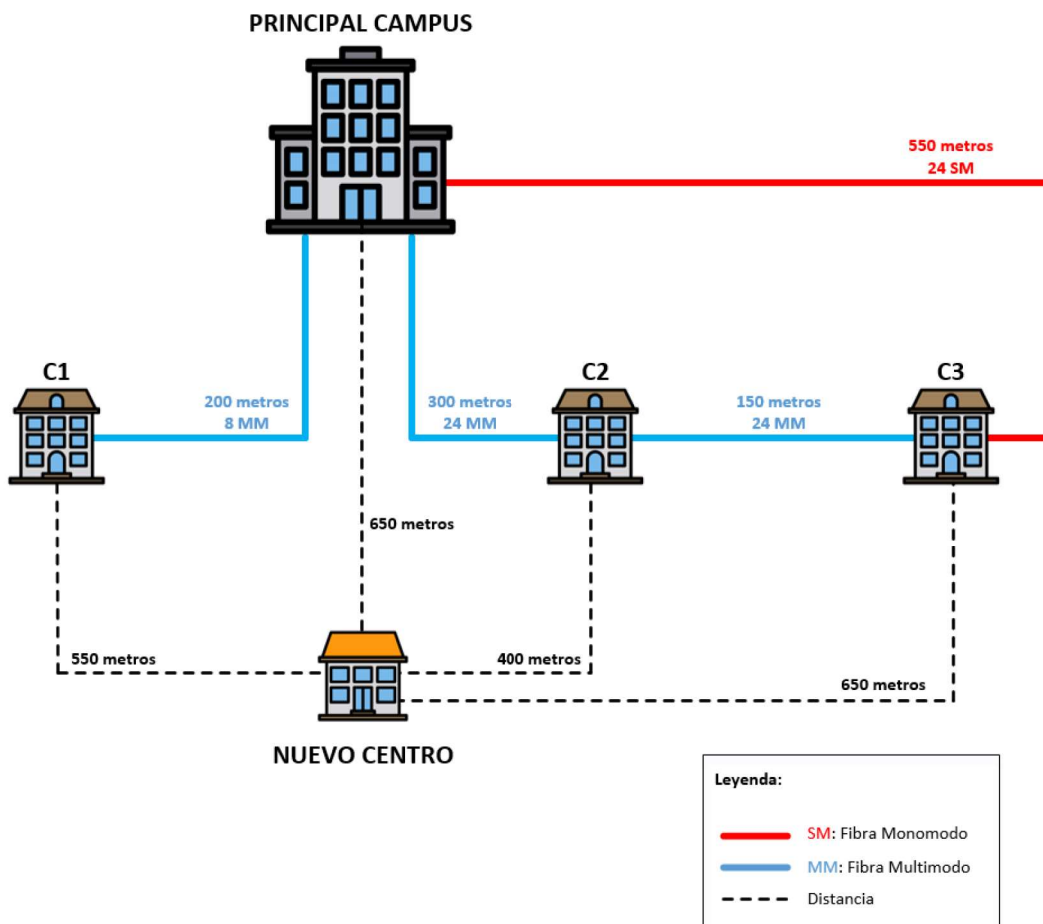 PRINCIPAL CAMPUS
550 metros
24 SM
C1
C2
C3
200 metros
8 MM
300 metros
24 MM
150 metros
24 MM
650 metros
550 metros
400 metros
650 metros
NUEVO CENTRO
Leyenda:
SM: Fibra Monomodo
MM: Fibra Multimodo
Distancia